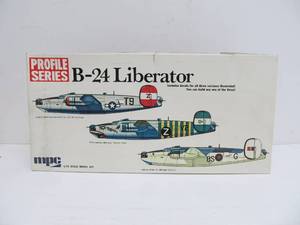 PROFILE
SERIES
B-24 Liberator
Includes decals for all three versions illustrated!
You can build any one of the three!
T9
Z
BS G
mpc
1/72 SCALE MODEL KIT